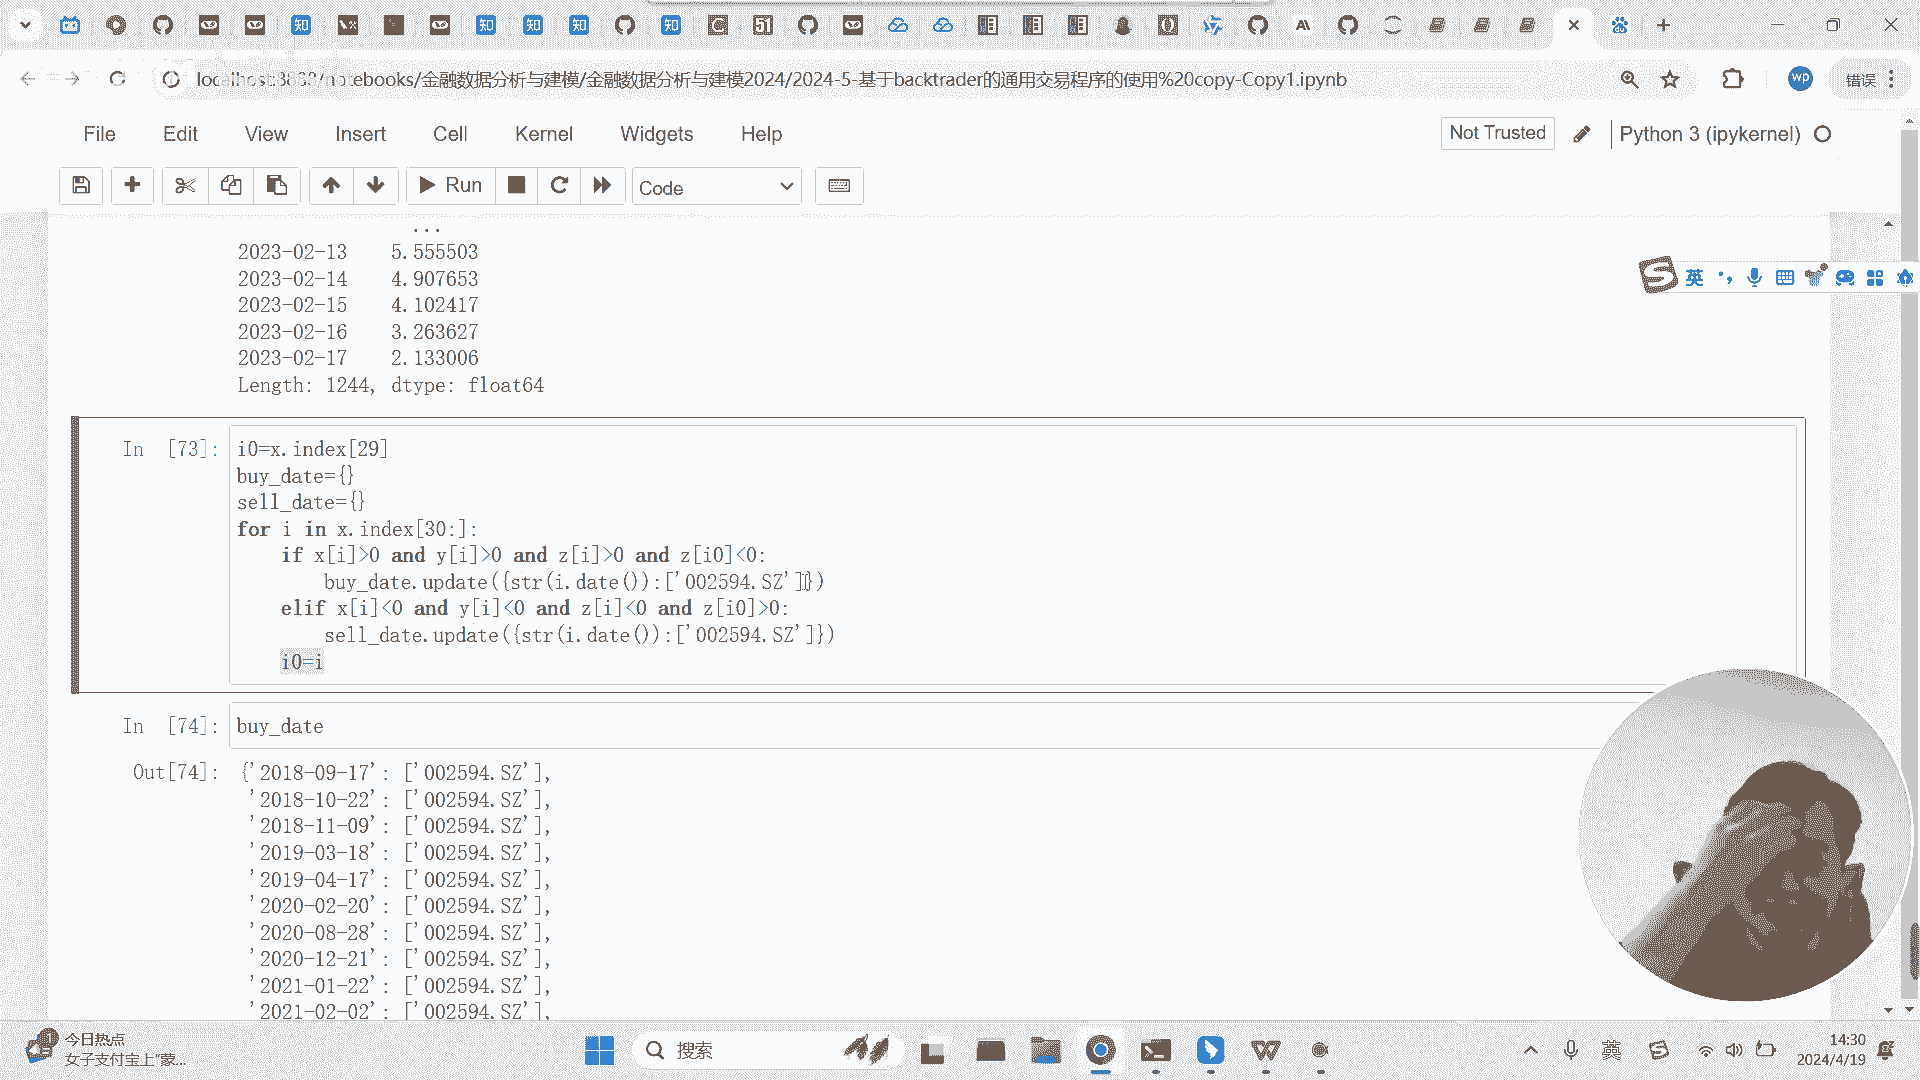 localhost:8888/notebooks/金融数据分析与建模/金融数据分析与建模2024/2024-5-基于backtrader的通用交易程序的使用%20copy-Copy1.ipynb
wp
错误
File Edit View Insert Cell Kernel Widgets Help
Not Trusted
Python 3 (ipykernel)
Run
Code
...
2023-02-13 5.555503
2023-02-14 4.907653
2023-02-15 4.102417
2023-02-16 3.263627
2023-02-17 2.133006
Length: 1244, dtype: float64
英
In [73]: i0=x.index[29]
buy_date={}
sell_date={}
for i in x.index[30:]:
if x[i]>0 and y[i]>0 and z[i]>0 and z[i0]<0:
buy_date.update({str(i.date()):['002594.SZ']})
elif x[i]<0 and y[i]<0 and z[i]<0 and z[i0]>0:
sell_date.update({str(i.date()):['002594.SZ']})
i0=i
In [74]: buy_date
Out[74]: {'2018-09-17': ['002594.SZ'],
'2018-10-22': ['002594.SZ'],
'2018-11-09': ['002594.SZ'],
'2019-03-18': ['002594.SZ'],
'2019-04-17': ['002594.SZ'],
'2020-02-20': ['002594.SZ'],
'2020-08-28': ['002594.SZ'],
'2020-12-21': ['002594.SZ'],
'2021-01-22': ['002594.SZ'],
'2021-02-02': ['002594.SZ'],
今日热点
女子支付宝上"蒙...
搜索
英
14:30
2024/4/19